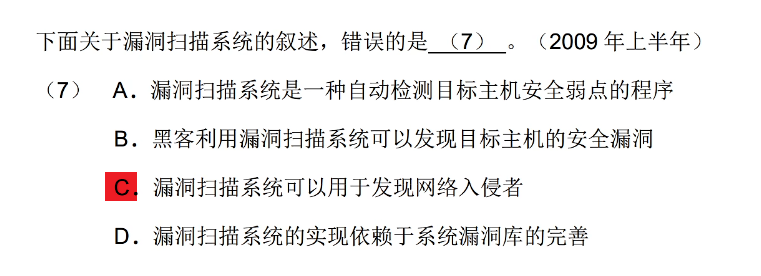 下面关于漏洞扫描系统的叙述，错误的是 （7） 。（2009 年上半年）
（7） A．漏洞扫描系统是一种自动检测目标主机安全弱点的程序
B．黑客利用漏洞扫描系统可以发现目标主机的安全漏洞
C．漏洞扫描系统可以用于发现网络入侵者
D．漏洞扫描系统的实现依赖于系统漏洞库的完善